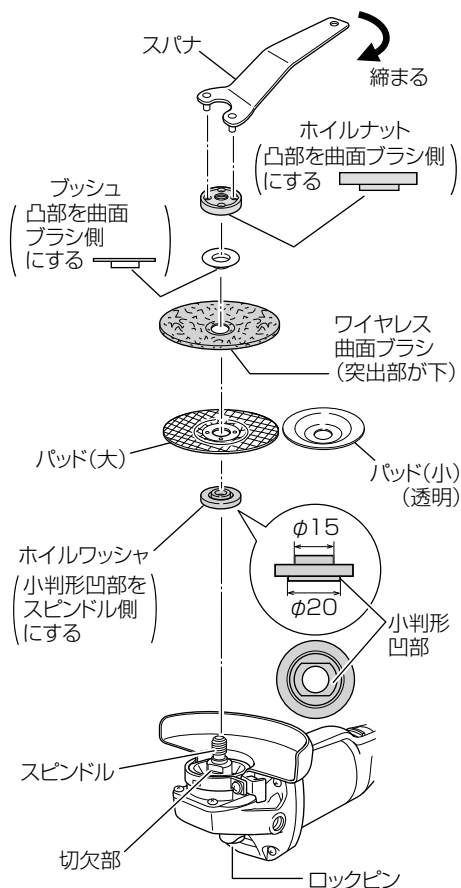 スパナ
締まる
ホイルナット
(凸部を曲面ブラシ側
にする)
ブッシュ
(凸部を曲面
ブラシ側
にする)
ワイヤレス
曲面ブラシ
(突出部が下)
パッド(大)
パッド(小)
(透明)
ホイルワッシャ
(小判形凹部を
スピンドル側
にする)
φ15
φ20
小判形
凹部
スピンドル
切欠部
ロックピン